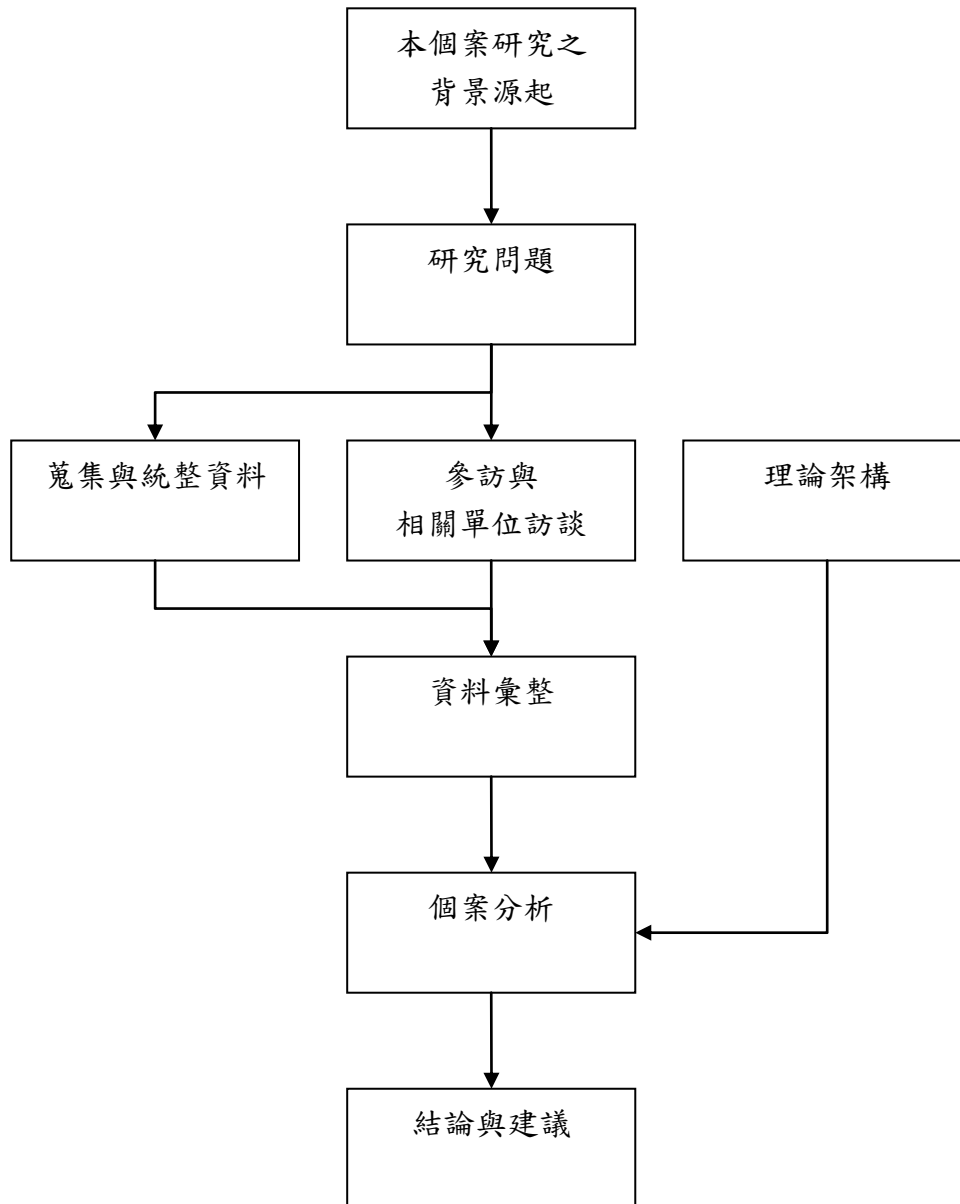 本個案研究之
背景源起
研究問題
蒐集與統整資料
參訪與
相關單位訪談
理論架構
資料彙整
個案分析
結論與建議